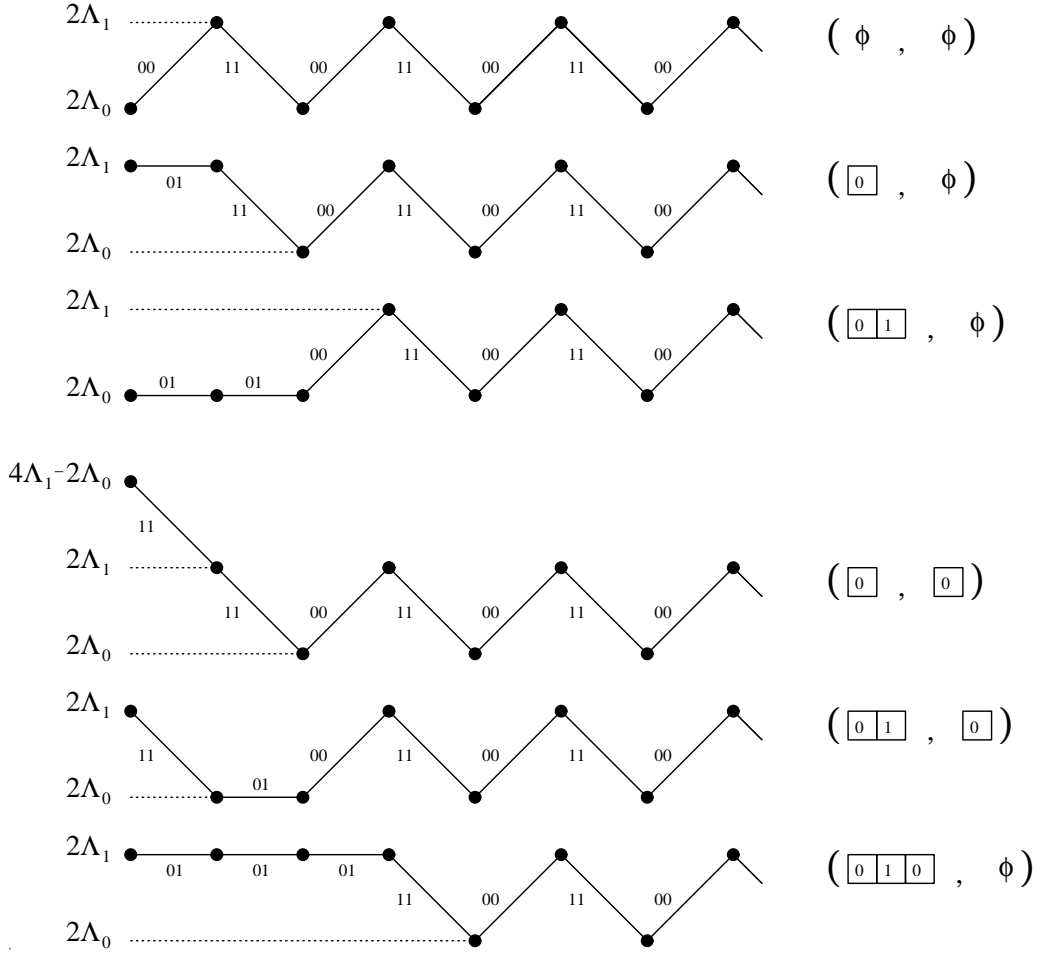 2Λ₁ ( ϕ , ϕ )
00 11 00 11 00 11 00
2Λ₀
2Λ₁ ( 0 , ϕ )
01 11 00 11 00 11 00
2Λ₀
2Λ₁ ( 0 1 , ϕ )
00 11 00 11 00
2Λ₀ 01 01
4Λ₁-2Λ₀
11
2Λ₁ ( 0 , 0 )
11 00 11 00 11 00
2Λ₀
2Λ₁ ( 0 1 , 0 )
11 01 00 11 00 11 00
2Λ₀
2Λ₁ ( 0 1 0 , ϕ )
01 01 01 11 00 11 00
2Λ₀